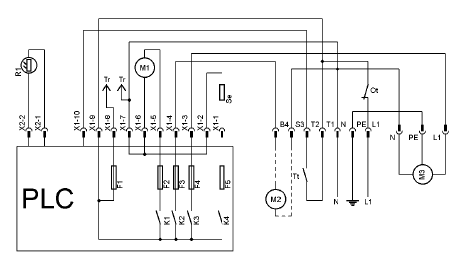 R1
X2-2
X2-1
X1-10
X1-9
X1-8
X1-7
X1-6
X1-5
X1-4
X1-3
X1-2
X1-1
Tr
Tr
M1
Se
Ot
B4
S3
T2
T1
N
PE
L1
N
PE
L1
PLC
F1
F2
F3
F4
F5
K1
K2
K3
K4
M2
Tt
N
L1
M3